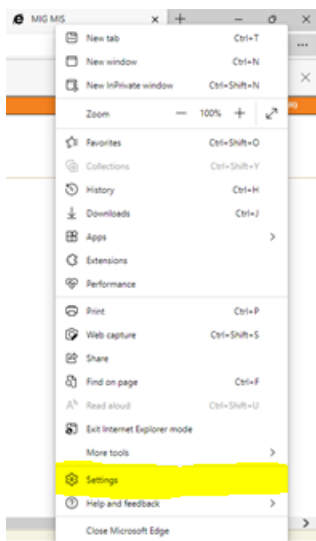 MIG MIS
New tab Ctrl+T
New window Ctrl+N
New InPrivate window Ctrl+Shift+N
Zoom 100%
Favorites Ctrl+Shift+O
Collections Ctrl+Shift+Y
History Ctrl+H
Downloads Ctrl+J
Apps
Extensions
Performance
Print Ctrl+P
Web capture Ctrl+Shift+S
Share
Find on page Ctrl+F
Read aloud Ctrl+Shift+U
Exit Internet Explorer mode
More tools
Settings
Help and feedback
Close Microsoft Edge